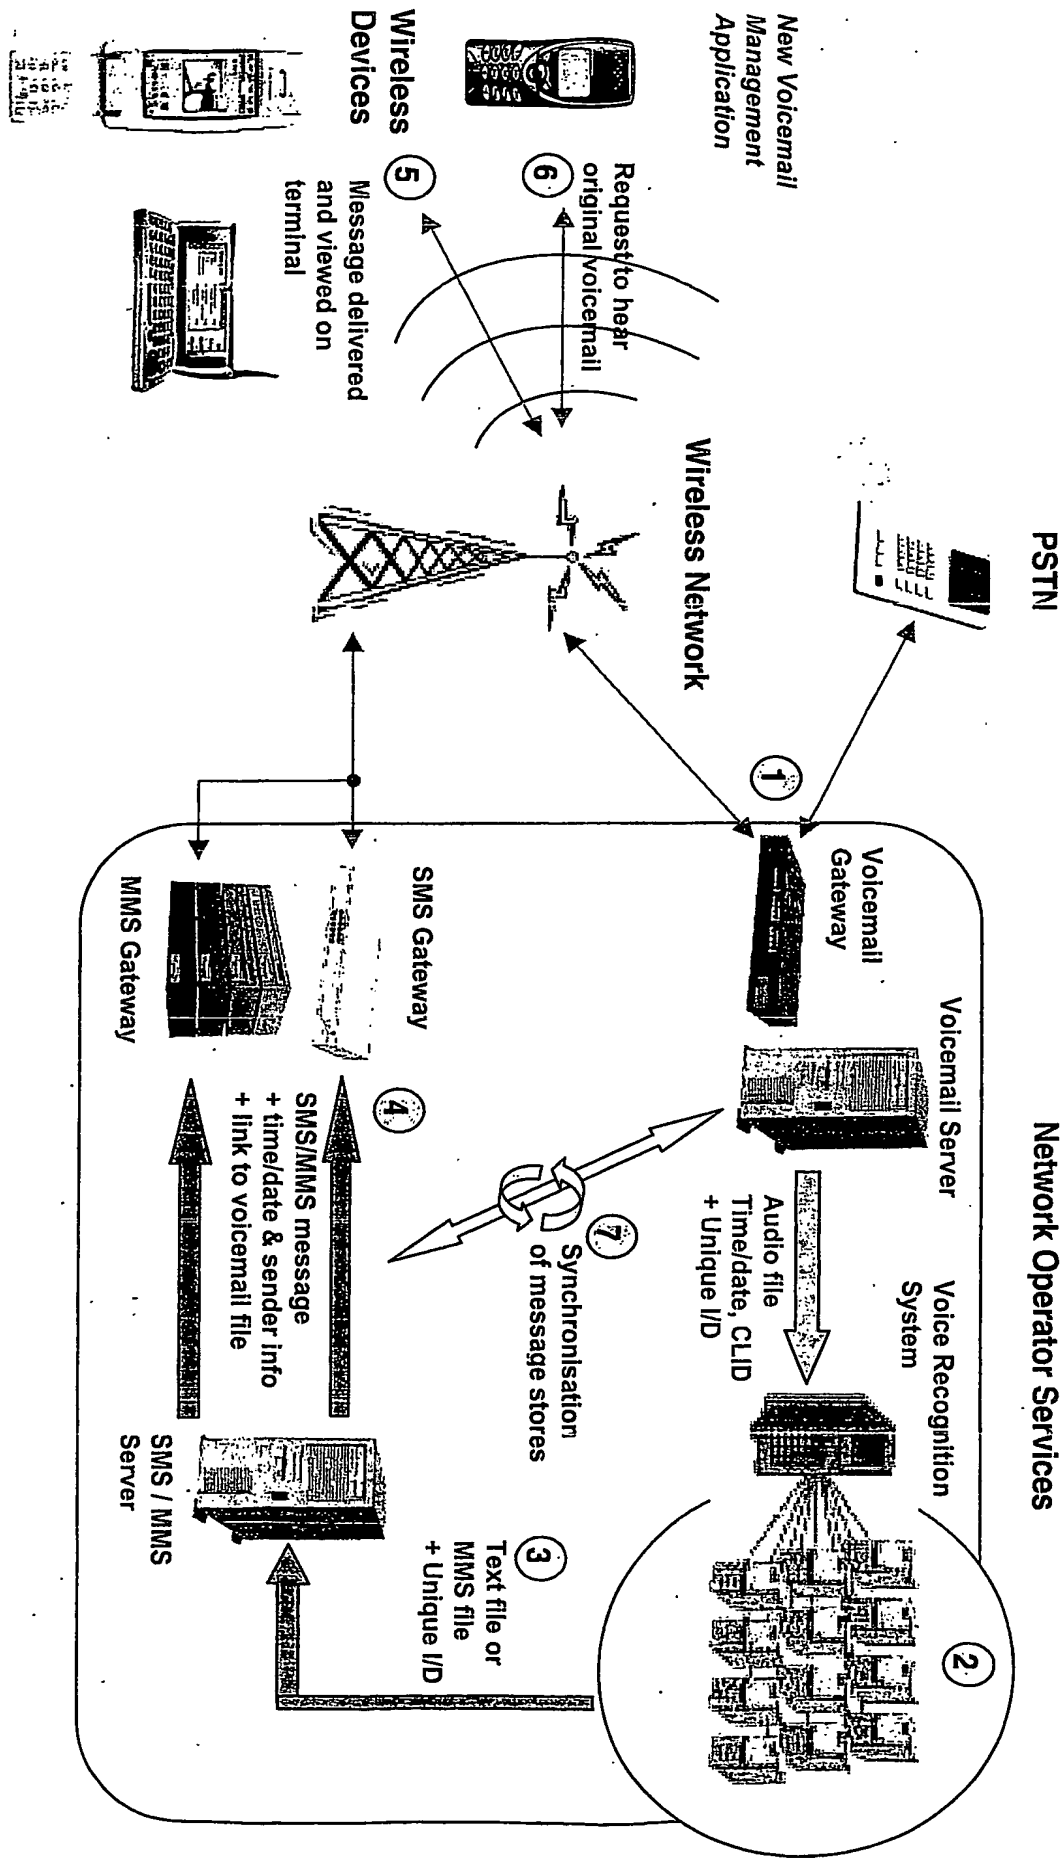 PSTN
Network Operator Services
New Voicemail
Management
Application
Voicemail
Gateway
Voicemail Server
Voice Recognition
System
2
1
Audio file
Time/date, CLID
+ Unique I/D
Wireless Network
Request to hear
original voicemail
6
7
Synchronisation
of message stores
3
Text file or
MMS file
+ Unique I/D
Wireless
Devices
5
4
SMS Gateway
Message delivered
and viewed on
terminal
SMS/MMS message
+ time/date & sender info
+ link to voicemail file
MMS Gateway
SMS / MMS
Server